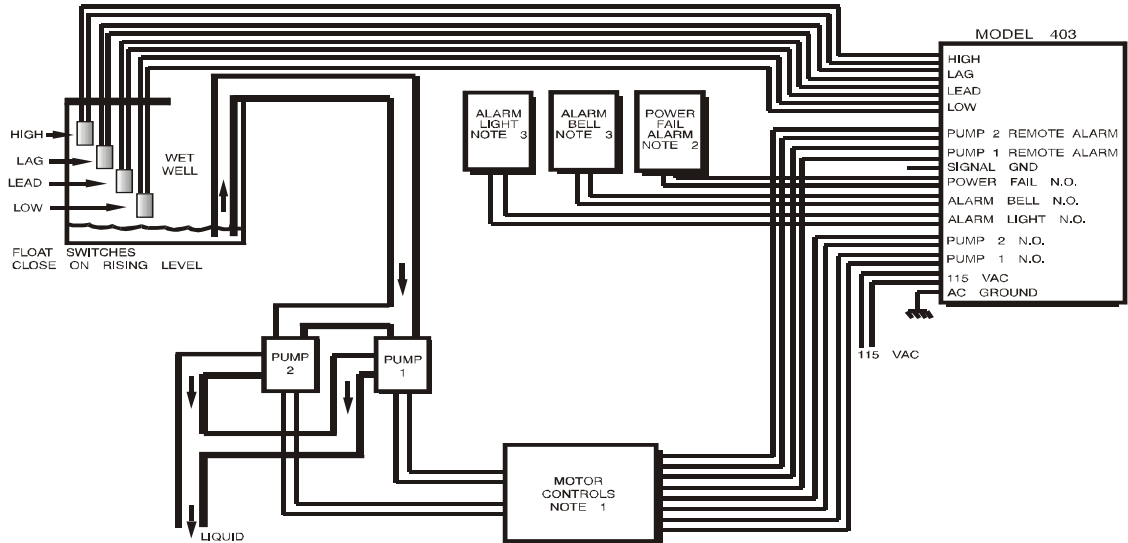 MODEL 403
HIGH
LAG
LEAD
LOW
PUMP 2 REMOTE ALARM
PUMP 1 REMOTE ALARM
SIGNAL GND
POWER FAIL N.O.
ALARM BELL N.O.
ALARM LIGHT N.O.
PUMP 2 N.O.
PUMP 1 N.O.
115 VAC
AC GROUND
115 VAC
ALARM
LIGHT
NOTE 3
ALARM
BELL
NOTE 3
POWER
FAIL
ALARM
NOTE 2
HIGH
LAG
LEAD
LOW
WET
WELL
FLOAT SWITCHES
CLOSE ON RISING LEVEL
PUMP
2
PUMP
1
MOTOR
CONTROLS
NOTE 1
LIQUID